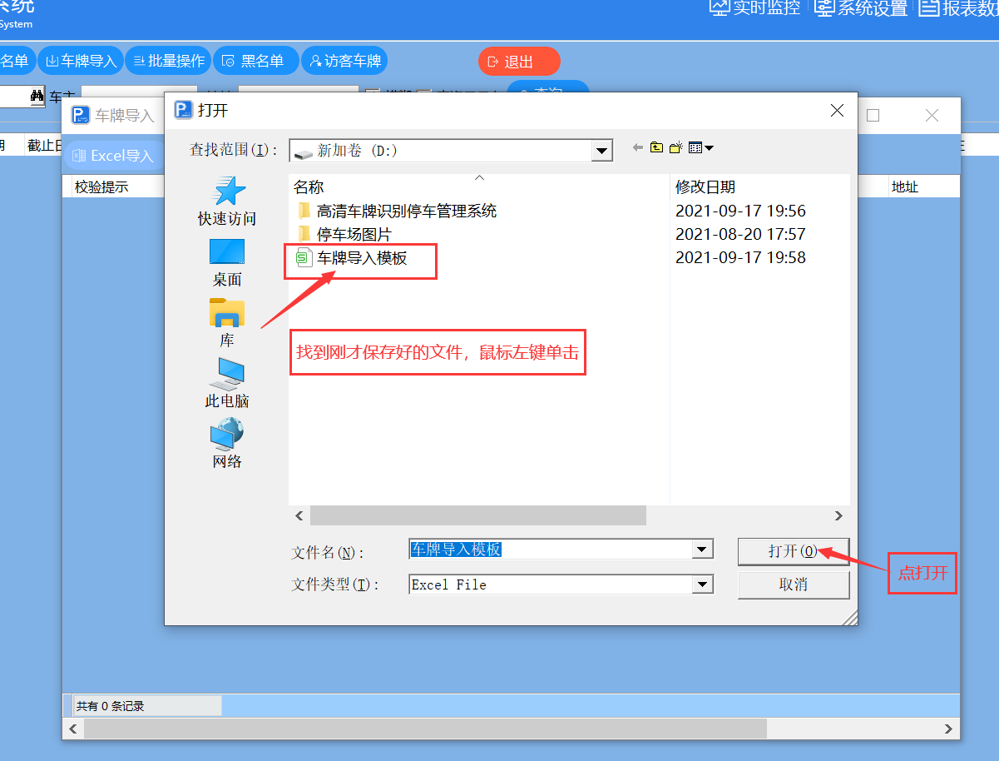 系统
System
实时监控
系统设置
报表数
名单
车牌导入
批量操作
黑名单
访客车牌
退出
车主
查询
车牌导入
截止日
Excel导入
校验提示
地址
打开
查找范围(I):
新加卷 (D:)
快速访问
桌面
库
此电脑
网络
名称
修改日期
高清车牌识别停车管理系统
2021-09-17 19:56
停车场图片
2021-08-20 17:57
车牌导入模板
2021-09-17 19:58
找到刚才保存好的文件，鼠标左键单击
文件名(N):
车牌导入模板
打开(O)
点打开
文件类型(T):
Excel File
取消
共有 0 条记录